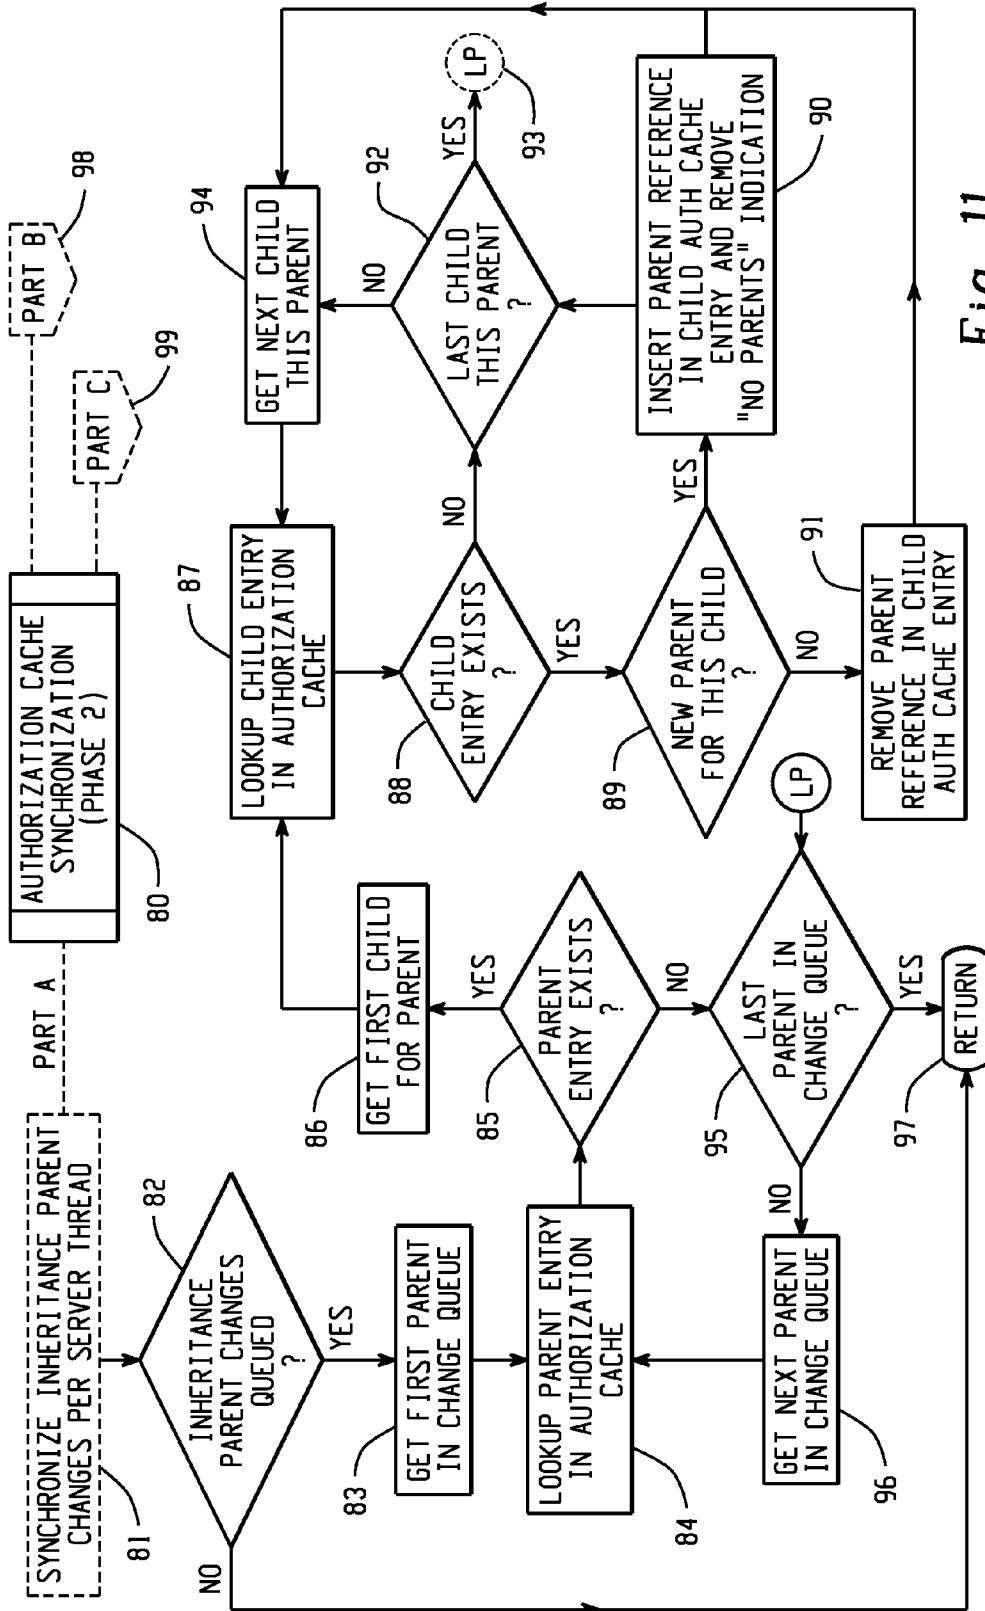 AUTHORIZATION CACHE
SYNCHRONIZATION
(PHASE 2)
80
PART A
PART B
98
PART C
99
SYNCHRONIZE INHERITANCE PARENT
CHANGES PER SERVER THREAD
81
INHERITANCE
PARENT CHANGES
QUEUED
?
82
NO
YES
GET FIRST PARENT
IN CHANGE QUEUE
83
LOOKUP PARENT ENTRY
IN AUTHORIZATION
CACHE
84
PARENT
ENTRY EXISTS
?
85
YES
NO
GET FIRST CHILD
FOR PARENT
86
LOOKUP CHILD ENTRY
IN AUTHORIZATION
CACHE
87
CHILD
ENTRY EXISTS
?
88
NO
YES
NEW PARENT
FOR THIS CHILD
?
89
YES
NO
INSERT PARENT REFERENCE
IN CHILD AUTH CACHE
ENTRY AND REMOVE
"NO PARENTS" INDICATION
90
REMOVE PARENT
REFERENCE IN CHILD
AUTH CACHE ENTRY
91
LAST CHILD
THIS PARENT
?
92
NO
YES
LP
93
GET NEXT CHILD
THIS PARENT
94
LP
LAST
PARENT IN
CHANGE QUEUE
?
95
NO
YES
GET NEXT PARENT
IN CHANGE QUEUE
96
RETURN
97
Fig. 11